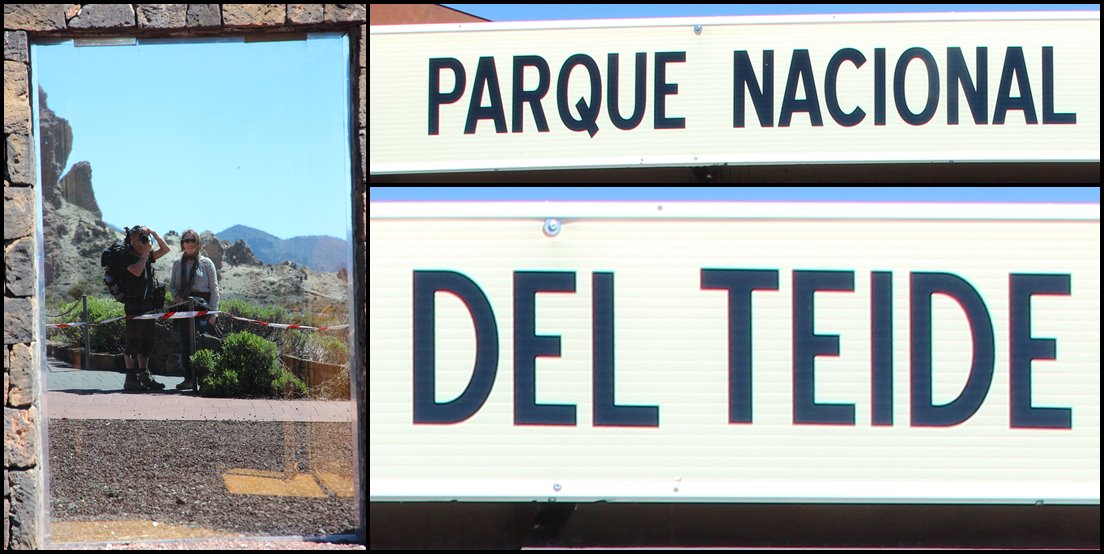 PARQUE NACIONAL
DEL TEIDE